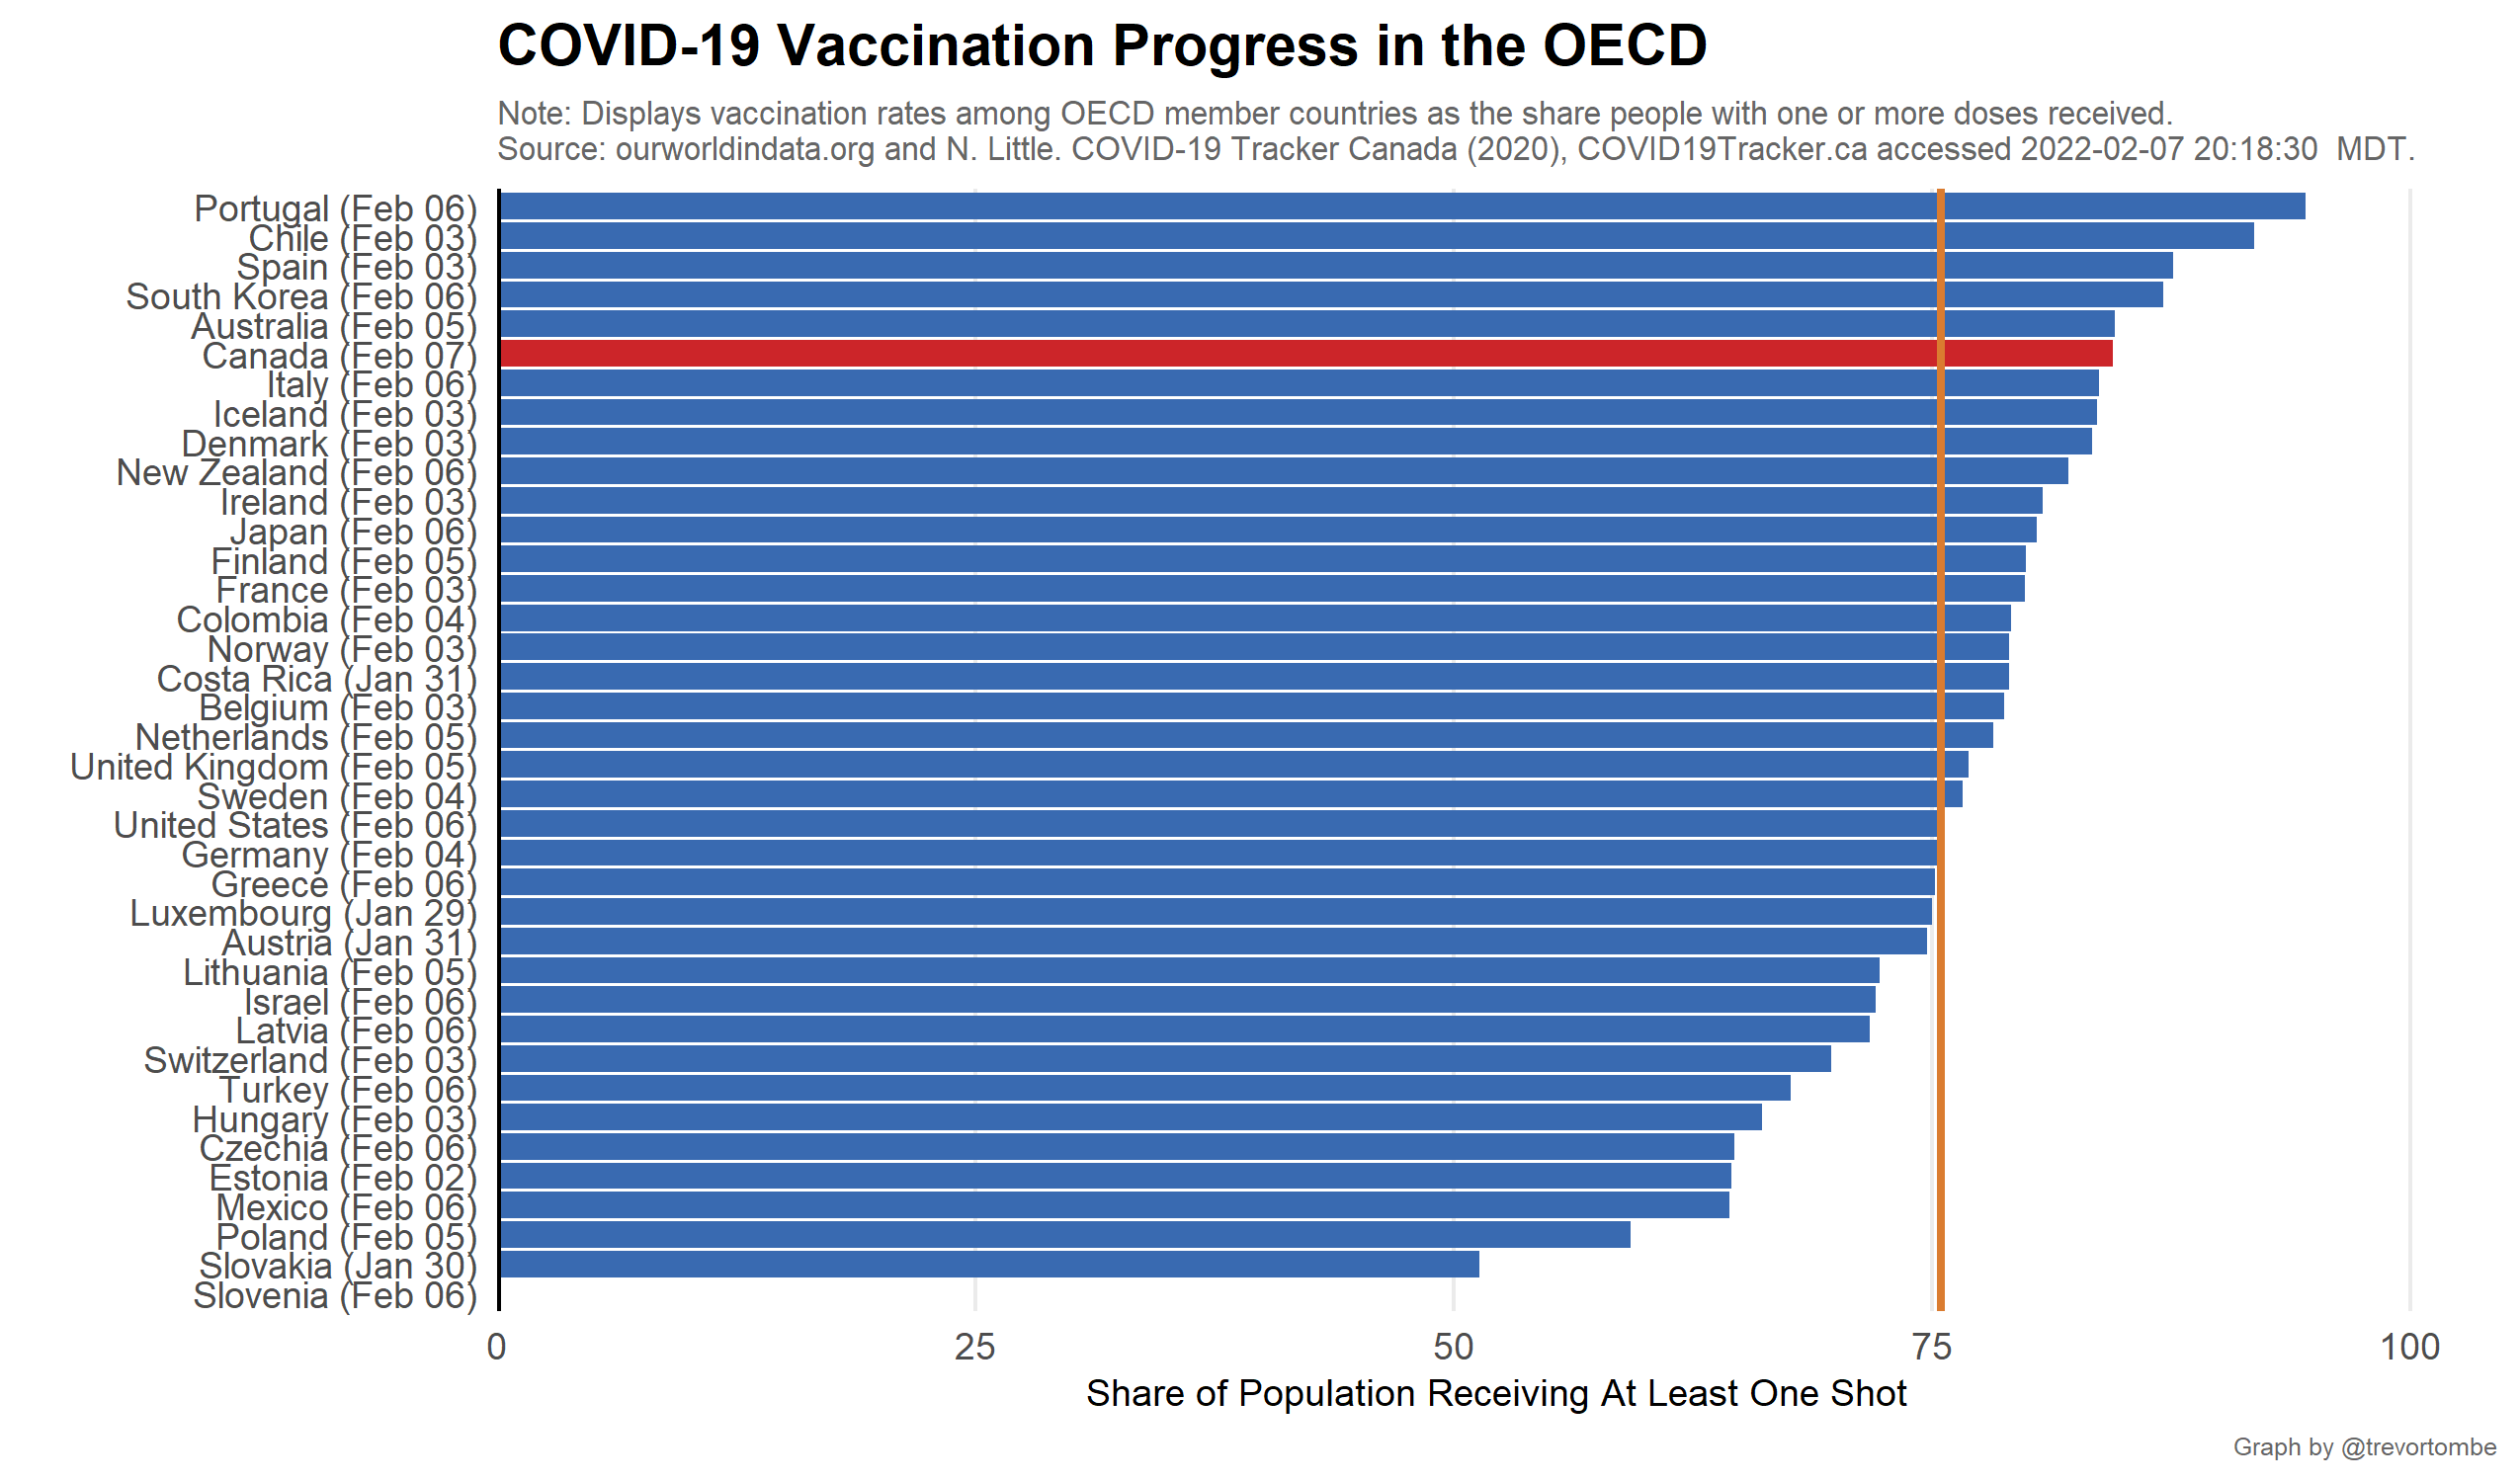 COVID-19 Vaccination Progress in the OECD
Note: Displays vaccination rates among OECD member countries as the share people with one or more doses received.
Source: ourworldindata.org and N. Little. COVID-19 Tracker Canada (2020), COVID19Tracker.ca accessed 2022-02-07 20:18:30  MDT.
Portugal (Feb 06)
Chile (Feb 03)
Spain (Feb 03)
South Korea (Feb 06)
Australia (Feb 05)
Canada (Feb 07)
Italy (Feb 06)
Iceland (Feb 03)
Denmark (Feb 03)
New Zealand (Feb 06)
Ireland (Feb 03)
Japan (Feb 06)
Finland (Feb 05)
France (Feb 03)
Colombia (Feb 04)
Norway (Feb 03)
Costa Rica (Jan 31)
Belgium (Feb 03)
Netherlands (Feb 05)
United Kingdom (Feb 05)
Sweden (Feb 04)
United States (Feb 06)
Germany (Feb 04)
Greece (Feb 06)
Luxembourg (Jan 29)
Austria (Jan 31)
Lithuania (Feb 05)
Israel (Feb 06)
Latvia (Feb 06)
Switzerland (Feb 03)
Turkey (Feb 06)
Hungary (Feb 03)
Czechia (Feb 06)
Estonia (Feb 02)
Mexico (Feb 06)
Poland (Feb 05)
Slovakia (Jan 30)
Slovenia (Feb 06)
0 25 50 75 100
Share of Population Receiving At Least One Shot
Graph by @trevortombe